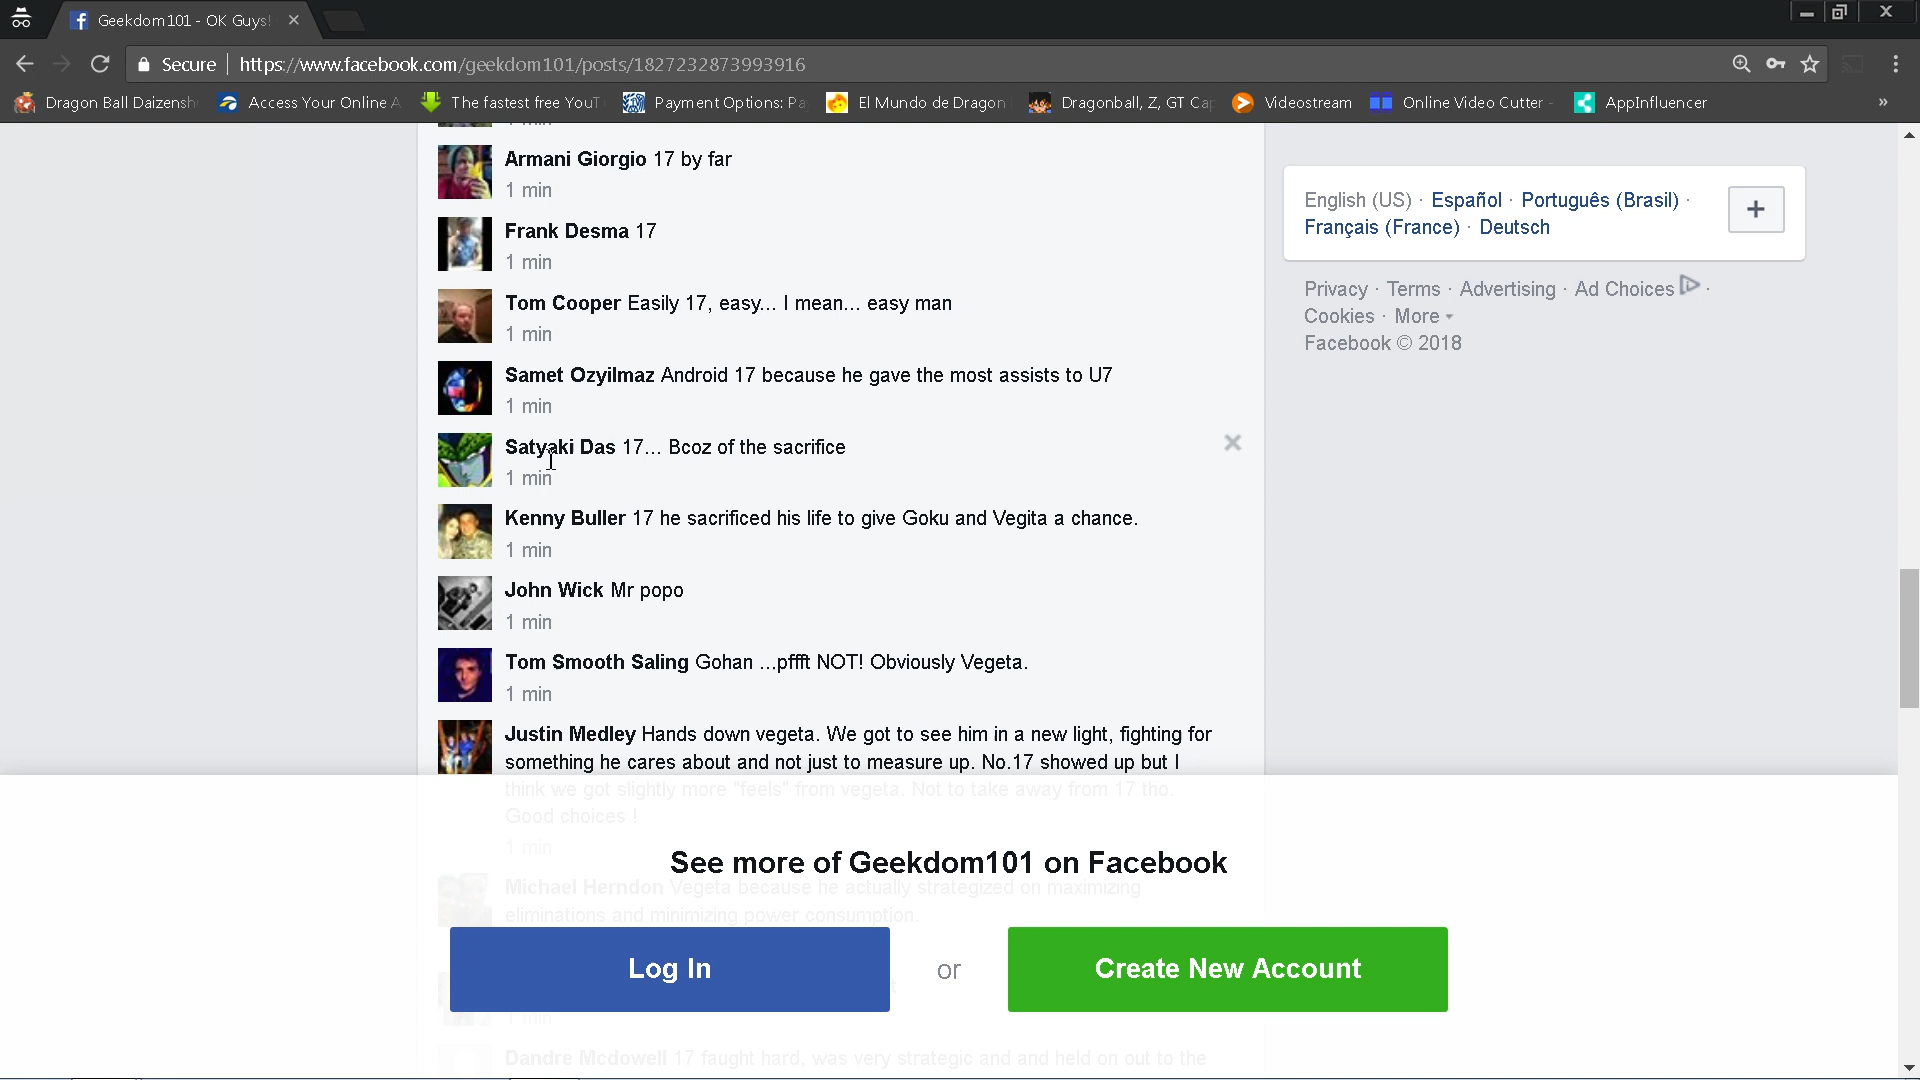 Geekdom101 - OK Guys!
Secure
https://www.facebook.com/geekdom101/posts/1827232873993916
Dragon Ball Daizensh
Access Your Online A
The fastest free YouT
Payment Options: Pa
El Mundo de Dragon
Dragonball, Z, GT Ca
Videostream
Online Video Cutter -
AppInfluencer
»
Armani Giorgio 17 by far
1 min
Frank Desma 17
1 min
Tom Cooper Easily 17, easy... I mean... easy man
1 min
Samet Ozyilmaz Android 17 because he gave the most assists to U7
1 min
Satyaki Das 17... Bcoz of the sacrifice
1 min
Kenny Buller 17 he sacrificed his life to give Goku and Vegita a chance.
1 min
John Wick Mr popo
1 min
Tom Smooth Saling Gohan ...pffft NOT! Obviously Vegeta.
1 min
Justin Medley Hands down vegeta. We got to see him in a new light, fighting for
something he cares about and not just to measure up. No.17 showed up but I
think we got slightly more "feels" from vegeta. Not to take away from 17 tho.
Good choices !
1 min
Michael Herndon Vegeta because he actually strategized on maximizing
eliminations and minimizing power consumption.
1 min
Dandre Mcdowell 17 faught hard, was very strategic and and held on out to the
English (US) · Español · Português (Brasil) ·
Français (France) · Deutsch
+
Privacy · Terms · Advertising · Ad Choices ·
Cookies · More
Facebook © 2018
See more of Geekdom101 on Facebook
Log In
or
Create New Account